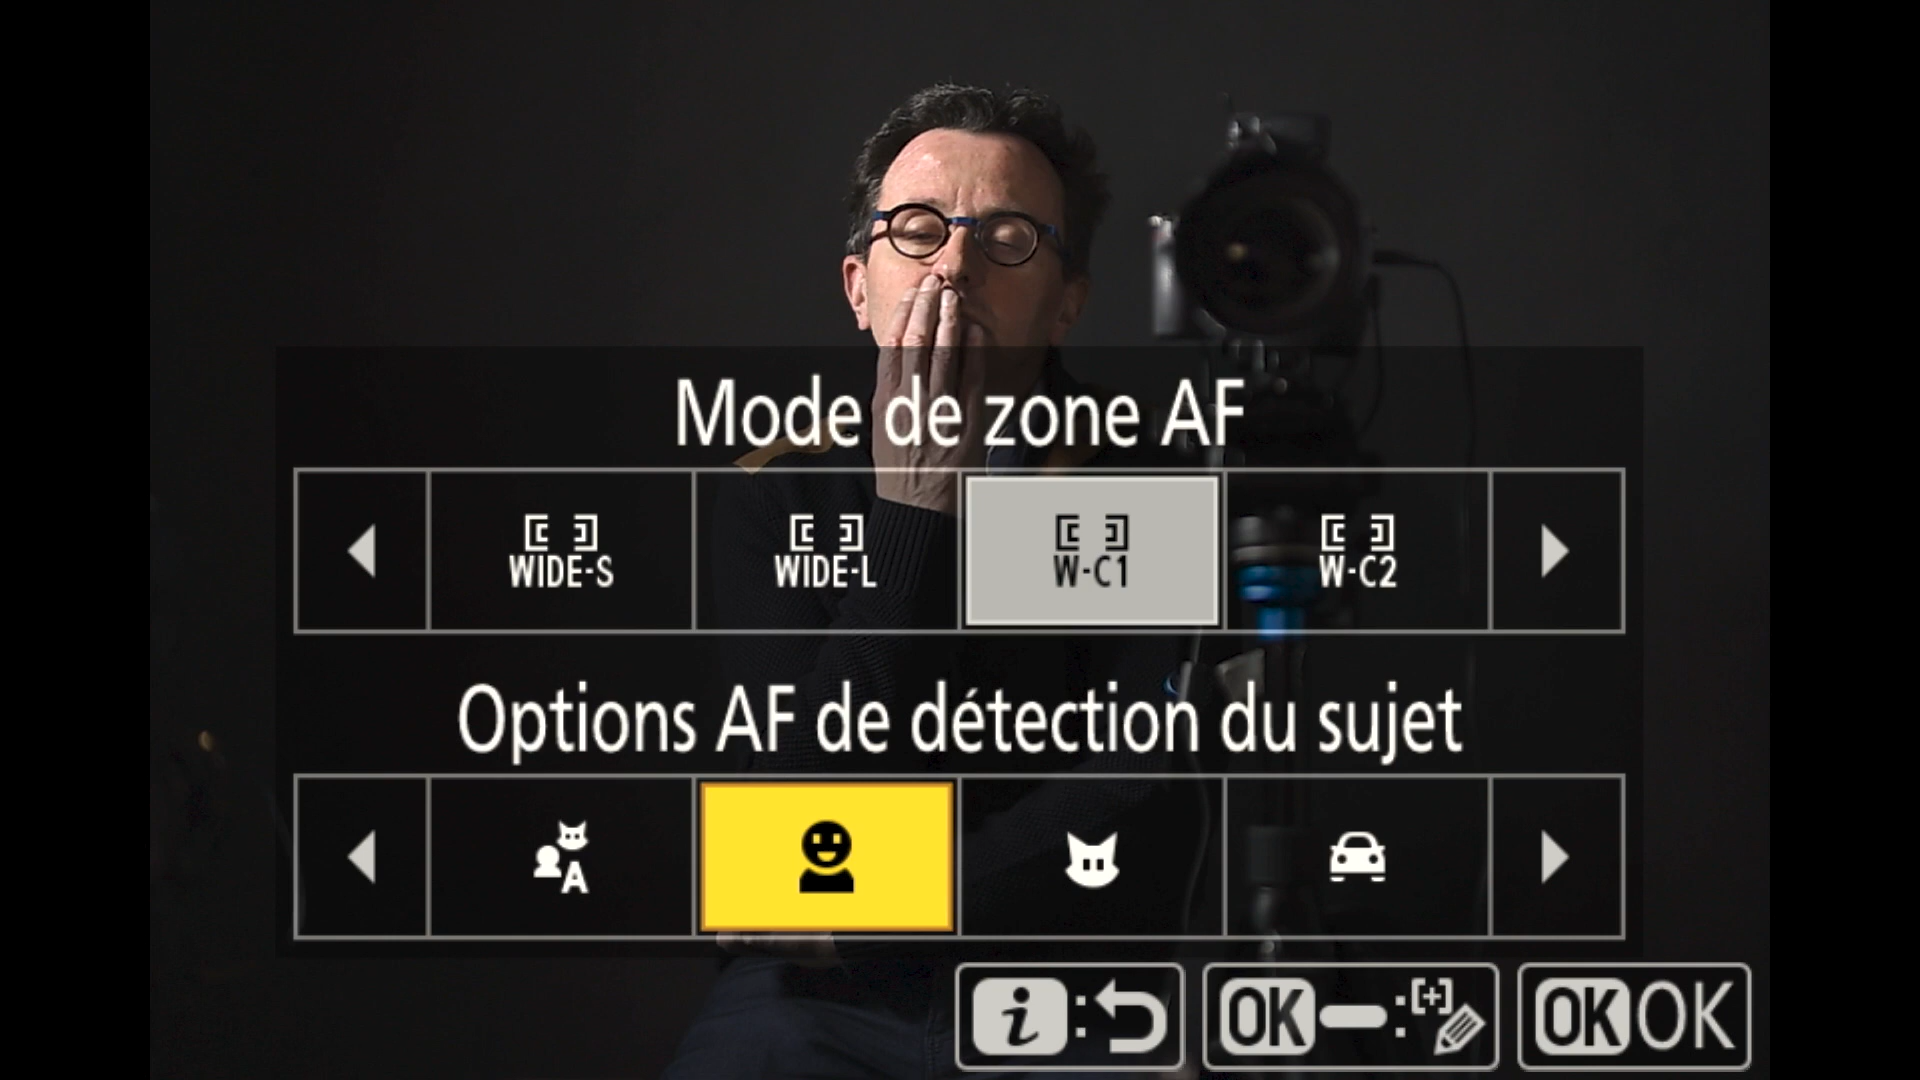 Mode de zone AF
WIDE-S WIDE-L W-C1 W-C2
Options AF de détection du sujet
A
i : OK : OK OK